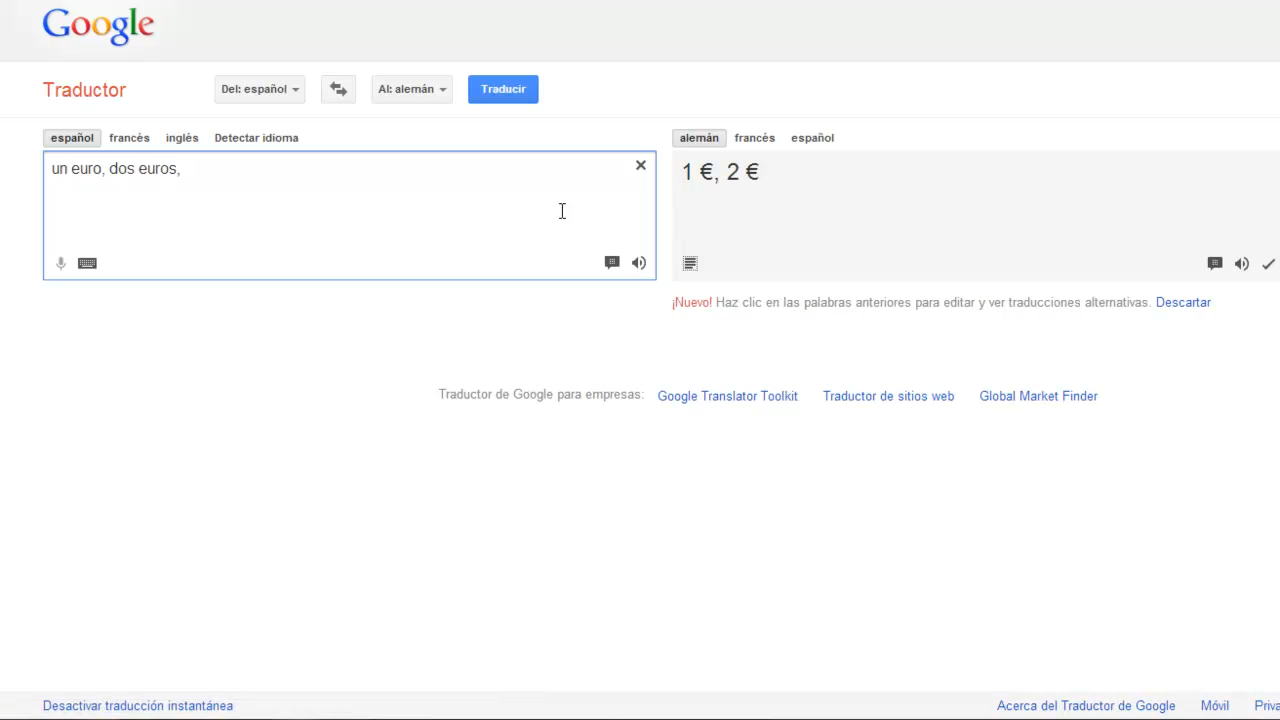 Google
Traductor
Del: español
Al: alemán
Traducir
español francés inglés Detectar idioma
un euro, dos euros,
alemán francés español
1 €, 2 €
¡Nuevo! Haz clic en las palabras anteriores para editar y ver traducciones alternativas. Descartar
Traductor de Google para empresas: Google Translator Toolkit Traductor de sitios web Global Market Finder
Desactivar traducción instantánea
Acerca del Traductor de Google Móvil